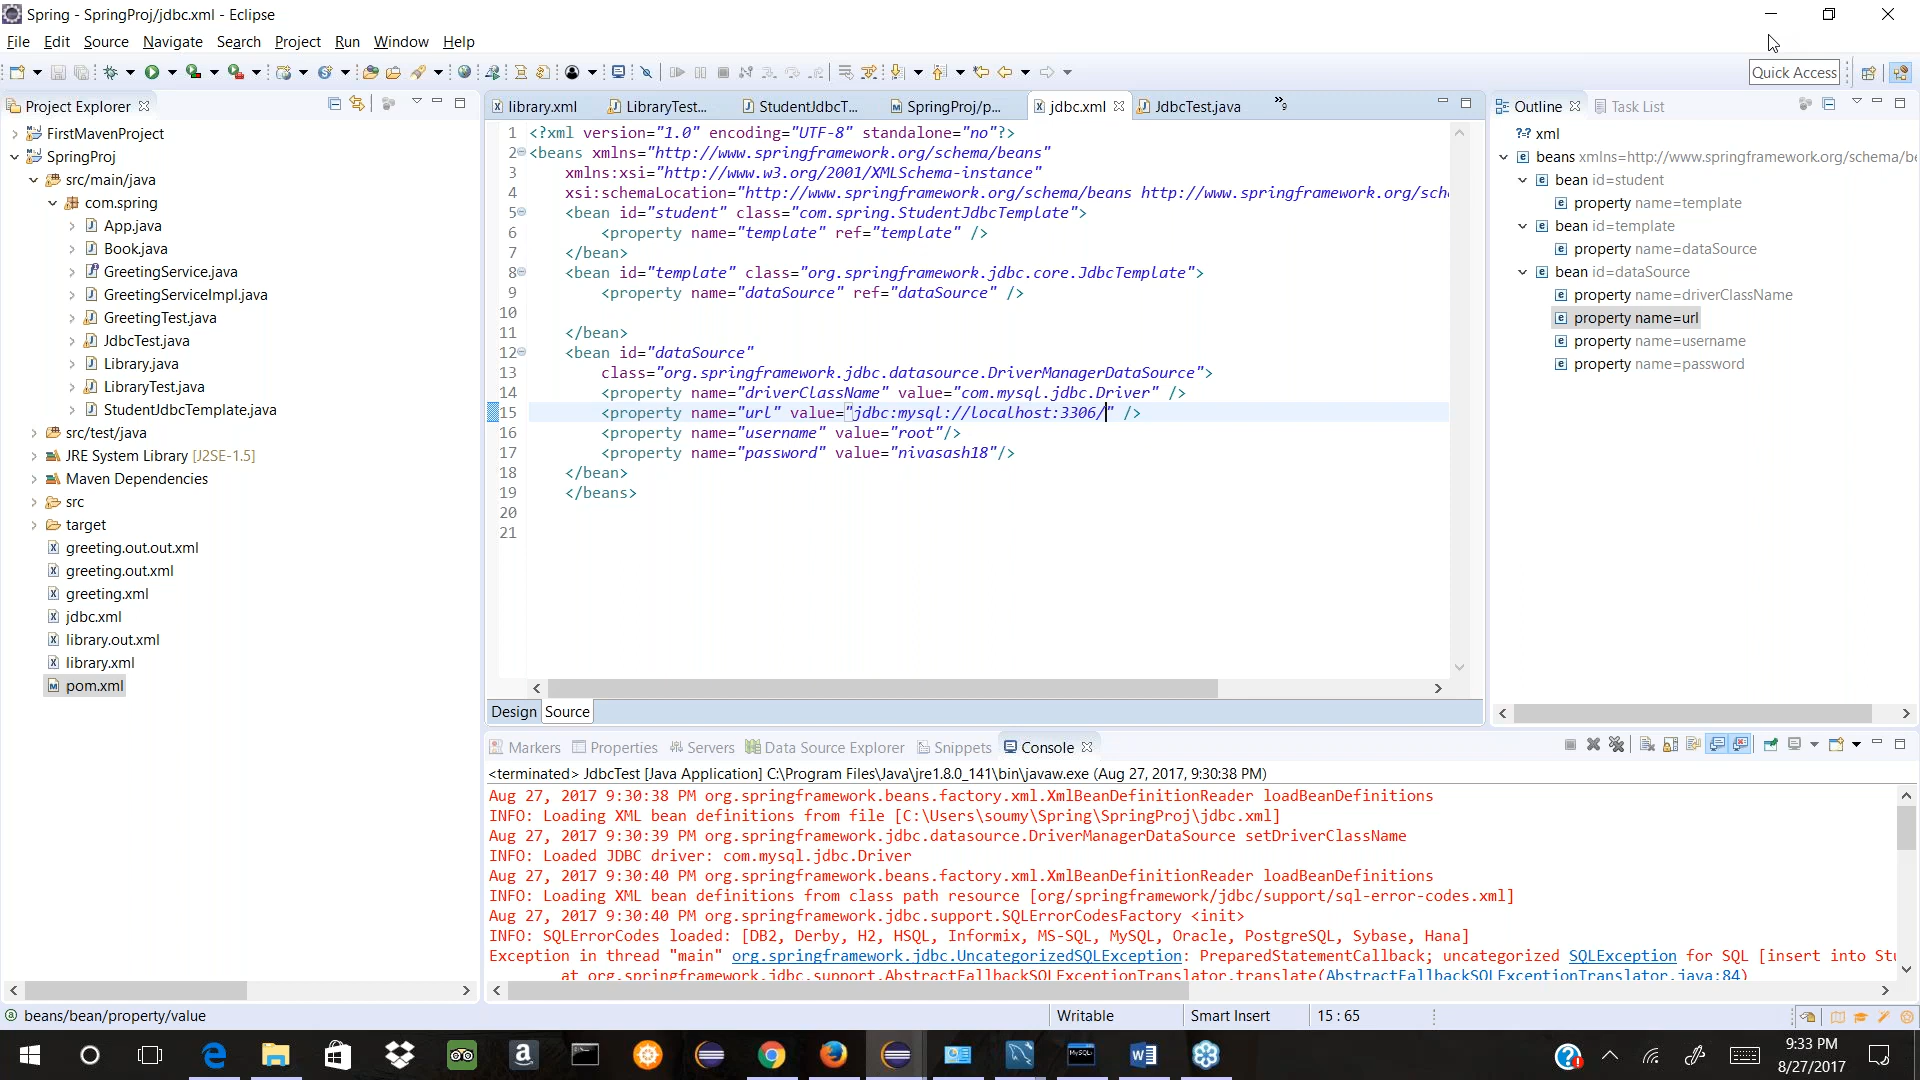 Spring - SpringProj/jdbc.xml - Eclipse
File Edit Source Navigate Search Project Run Window Help
Quick Access
Project Explorer
FirstMavenProject
SpringProj
src/main/java
com.spring
App.java
Book.java
GreetingService.java
GreetingServiceImpl.java
GreetingTest.java
JdbcTest.java
Library.java
LibraryTest.java
StudentJdbcTemplate.java
src/test/java
JRE System Library [J2SE-1.5]
Maven Dependencies
src
target
greeting.out.out.xml
greeting.out.xml
greeting.xml
jdbc.xml
library.out.xml
library.xml
pom.xml
library.xml LibraryTest... StudentJdbcT... SpringProj/p... jdbc.xml JdbcTest.java »9
1 <?xml version="1.0" encoding="UTF-8" standalone="no"?>
2 <beans xmlns="http://www.springframework.org/schema/beans"
3 xmlns:xsi="http://www.w3.org/2001/XMLSchema-instance"
4 xsi:schemaLocation="http://www.springframework.org/schema/beans http://www.springframework.org/sch
5 <bean id="student" class="com.spring.StudentJdbcTemplate">
6 <property name="template" ref="template" />
7 </bean>
8 <bean id="template" class="org.springframework.jdbc.core.JdbcTemplate">
9 <property name="dataSource" ref="dataSource" />
10
11 </bean>
12 <bean id="dataSource"
13 class="org.springframework.jdbc.datasource.DriverManagerDataSource">
14 <property name="driverClassName" value="com.mysql.jdbc.Driver" />
15 <property name="url" value="jdbc:mysql://localhost:3306/" />
16 <property name="username" value="root"/>
17 <property name="password" value="nivasash18"/>
18 </bean>
19 </beans>
20
21
Design Source
Outline Task List
?=? xml
beans xmlns=http://www.springframework.org/schema/b
bean id=student
property name=template
bean id=template
property name=dataSource
bean id=dataSource
property name=driverClassName
property name=url
property name=username
property name=password
Markers Properties Servers Data Source Explorer Snippets Console
<terminated> JdbcTest [Java Application] C:\Program Files\Java\jre1.8.0_141\bin\javaw.exe (Aug 27, 2017, 9:30:38 PM)
Aug 27, 2017 9:30:38 PM org.springframework.beans.factory.xml.XmlBeanDefinitionReader loadBeanDefinitions
INFO: Loading XML bean definitions from file [C:\Users\soumy\Spring\SpringProj\jdbc.xml]
Aug 27, 2017 9:30:39 PM org.springframework.jdbc.datasource.DriverManagerDataSource setDriverClassName
INFO: Loaded JDBC driver: com.mysql.jdbc.Driver
Aug 27, 2017 9:30:40 PM org.springframework.beans.factory.xml.XmlBeanDefinitionReader loadBeanDefinitions
INFO: Loading XML bean definitions from class path resource [org/springframework/jdbc/support/sql-error-codes.xml]
Aug 27, 2017 9:30:40 PM org.springframework.jdbc.support.SQLErrorCodesFactory <init>
INFO: SQLErrorCodes loaded: [DB2, Derby, H2, HSQL, Informix, MS-SQL, MySQL, Oracle, PostgreSQL, Sybase, Hana]
Exception in thread "main" org.springframework.jdbc.UncategorizedSQLException: PreparedStatementCallback; uncategorized SQLException for SQL [insert into Stu
at org.springframework.jdbc.support.AbstractFallbackSQLExceptionTranslator.translate(AbstractFallbackSQLExceptionTranslator.java:84)
beans/bean/property/value Writable Smart Insert 15 : 65
9:33 PM
8/27/2017